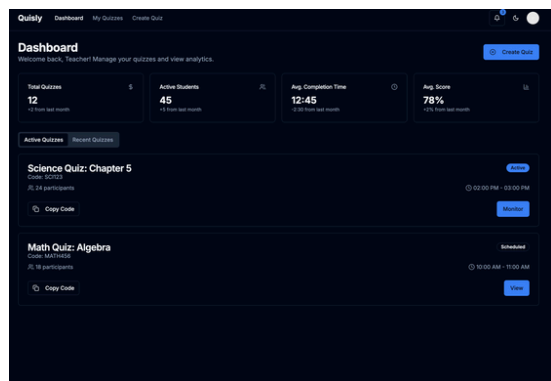 Quisly Dashboard My Quizzes Create Quiz
Dashboard
Welcome back, Teacher! Manage your quizzes and view analytics.
Create Quiz
Total Quizzes
12
+2 from last month
Active Students
45
+5 from last month
Avg. Completion Time
12:45
-2:30 from last month
Avg. Score
78%
+2% from last month
Active Quizzes Recent Quizzes
Science Quiz: Chapter 5
Active
Code: SCI123
24 participants
02:00 PM - 03:00 PM
Copy Code
Monitor
Math Quiz: Algebra
Scheduled
Code: MATH456
18 participants
10:00 AM - 11:00 AM
Copy Code
View